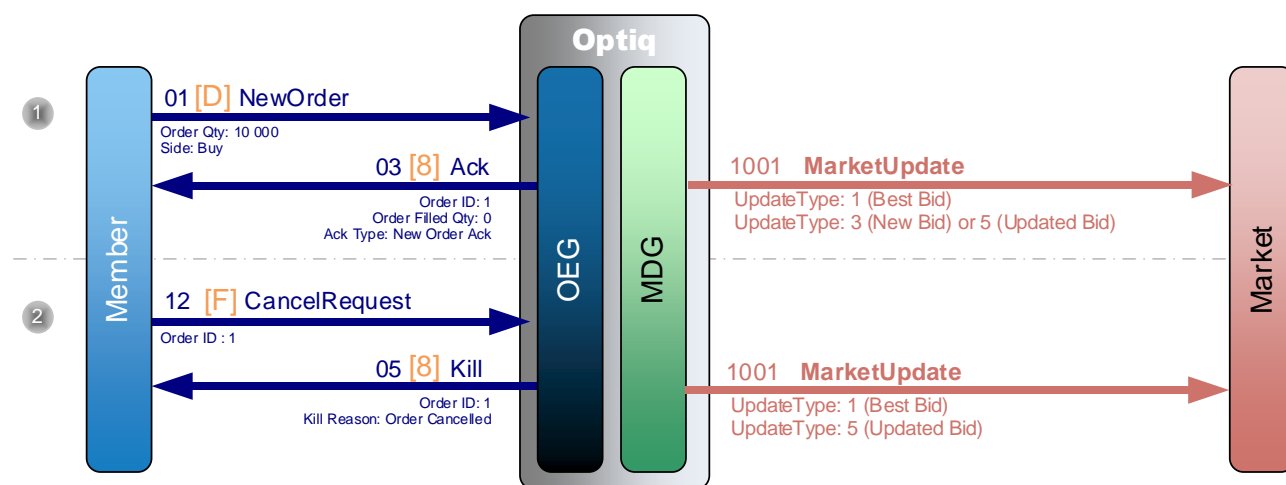 Optiq
1
01 [D] NewOrder
Order Qty: 10 000
Side: Buy
03 [8] Ack
Order ID: 1
Order Filled Qty: 0
Ack Type: New Order Ack
1001 MarketUpdate
UpdateType: 1 (Best Bid)
UpdateType: 3 (New Bid) or 5 (Updated Bid)
Member
OEG
MDG
Market
2
12 [F] CancelRequest
Order ID : 1
05 [8] Kill
Order ID: 1
Kill Reason: Order Cancelled
1001 MarketUpdate
UpdateType: 1 (Best Bid)
UpdateType: 5 (Updated Bid)